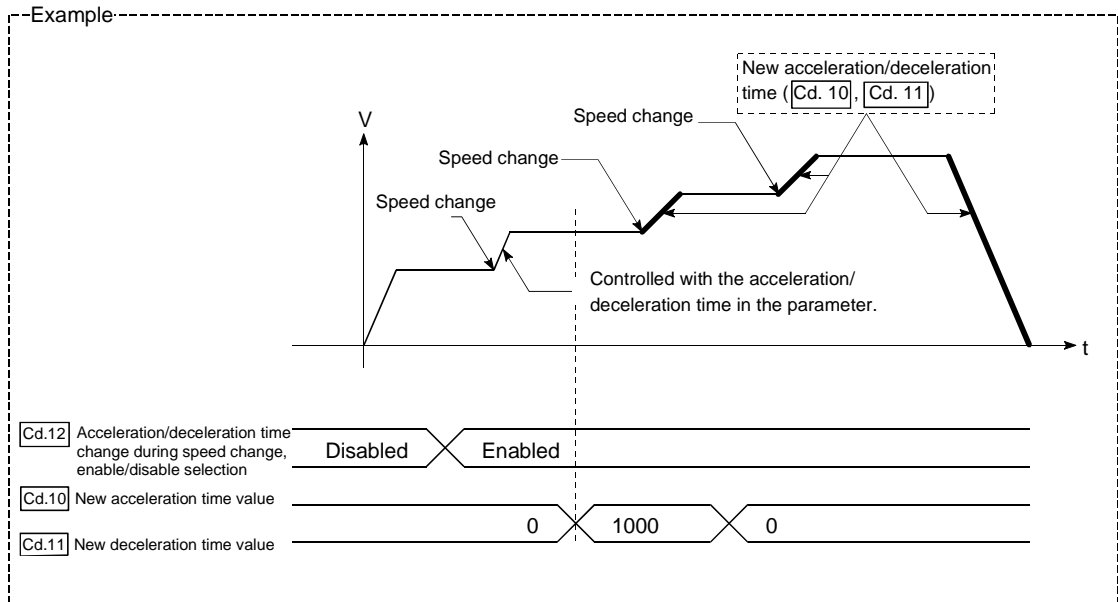 Example
New acceleration/deceleration
time ( Cd. 10 , Cd. 11 )
Speed change
V
Speed change
Speed change
Controlled with the acceleration/
deceleration time in the parameter.
t
Cd.12 Acceleration/deceleration time
change during speed change,
enable/disable selection
Disabled
Enabled
Cd.10 New acceleration time value
0
1000
0
Cd.11 New deceleration time value